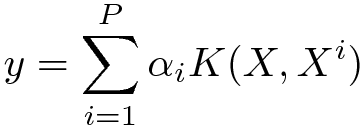 y = \sum_{i=1}^{P} \alpha_i K(X, X^i)